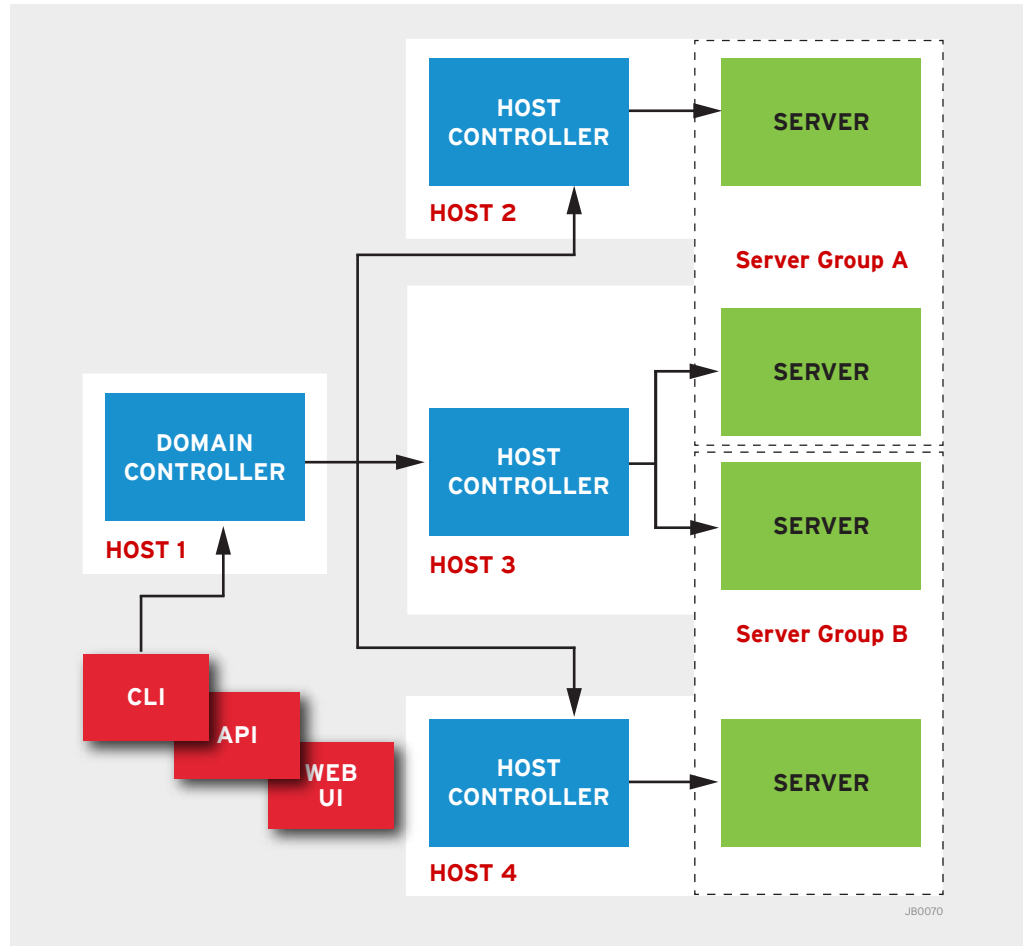 HOST
CONTROLLER
HOST 2
SERVER
Server Group A
SERVER
DOMAIN
CONTROLLER
HOST 1
HOST
CONTROLLER
HOST 3
SERVER
Server Group B
CLI
API
WEB
UI
HOST
CONTROLLER
HOST 4
SERVER
JB0070